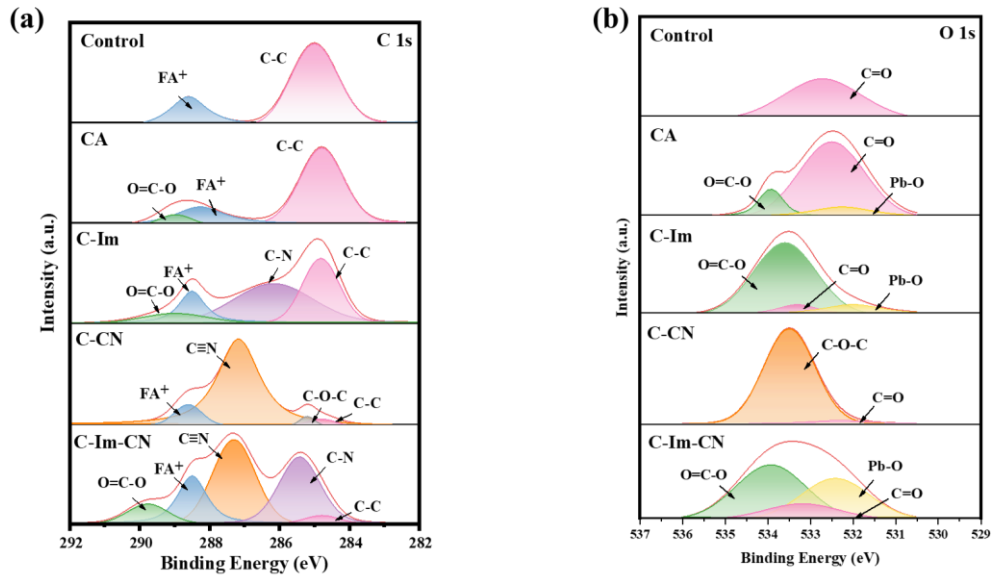 (a)
Control
C 1s
C-C
FA+
CA
C-C
O=C-O
FA+
C-Im
C-N
C-C
FA+
O=C-O
C-CN
C≡N
FA+
C-O-C
C-C
C-Im-CN
C≡N
C-N
FA+
O=C-O
C-C
292 290 288 286 284 282
Binding Energy (eV)
Intensity (a.u.)
(b)
Control
O 1s
C=O
CA
C=O
O=C-O
Pb-O
C-Im
O=C-O
C=O
Pb-O
C-CN
C-O-C
C=O
C-Im-CN
O=C-O
Pb-O
C=O
537 536 535 534 533 532 531 530 529
Binding Energy (eV)
Intensity (a.u.)